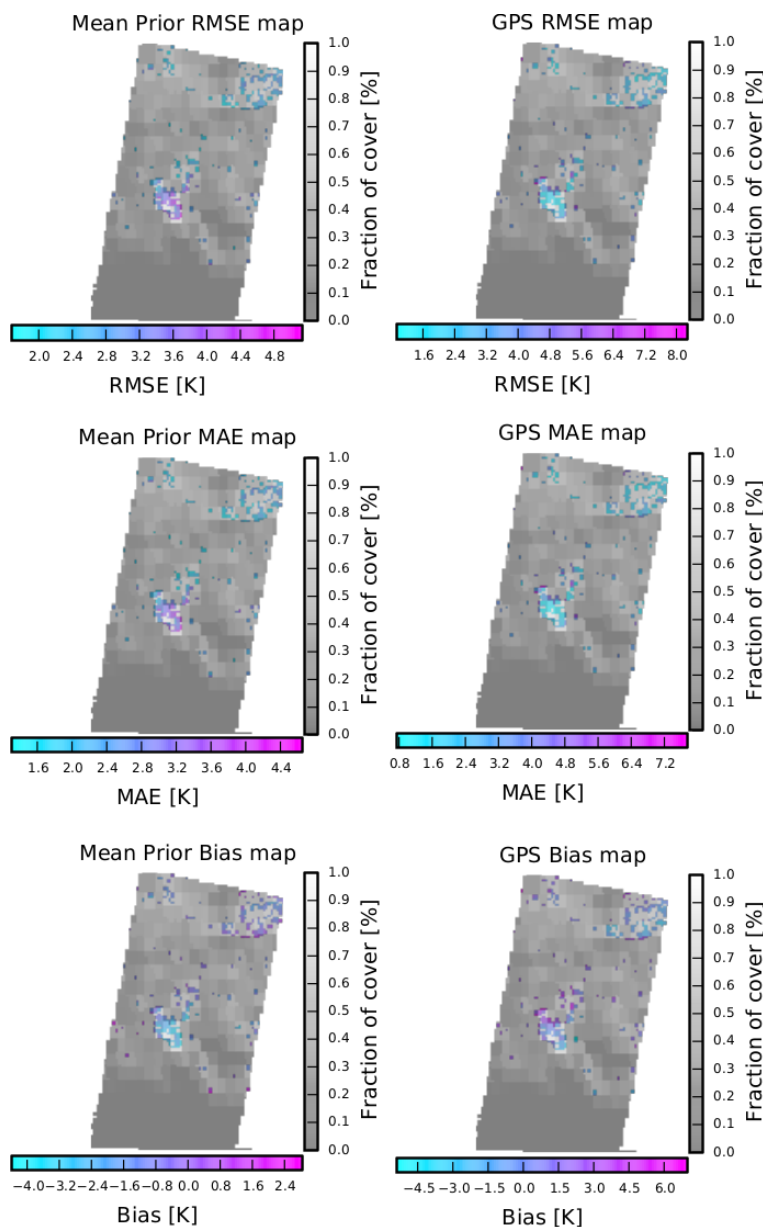 Mean Prior RMSE map
1.0
0.9
0.8
0.7
0.6
0.5
0.4
0.3
0.2
0.1
0.0
Fraction of cover [%]
2.0 2.4 2.8 3.2 3.6 4.0 4.4 4.8
RMSE [K]
GPS RMSE map
1.0
0.9
0.8
0.7
0.6
0.5
0.4
0.3
0.2
0.1
0.0
Fraction of cover [%]
1.6 2.4 3.2 4.0 4.8 5.6 6.4 7.2 8.0
RMSE [K]
Mean Prior MAE map
1.0
0.9
0.8
0.7
0.6
0.5
0.4
0.3
0.2
0.1
0.0
Fraction of cover [%]
1.6 2.0 2.4 2.8 3.2 3.6 4.0 4.4
MAE [K]
GPS MAE map
1.0
0.9
0.8
0.7
0.6
0.5
0.4
0.3
0.2
0.1
0.0
Fraction of cover [%]
0.8 1.6 2.4 3.2 4.0 4.8 5.6 6.4 7.2
MAE [K]
Mean Prior Bias map
1.0
0.9
0.8
0.7
0.6
0.5
0.4
0.3
0.2
0.1
0.0
Fraction of cover [%]
−4.0 −3.2 −2.4 −1.6 −0.8 0.0 0.8 1.6 2.4
Bias [K]
GPS Bias map
1.0
0.9
0.8
0.7
0.6
0.5
0.4
0.3
0.2
0.1
0.0
Fraction of cover [%]
−4.5 −3.0 −1.5 0.0 1.5 3.0 4.5 6.0
Bias [K]